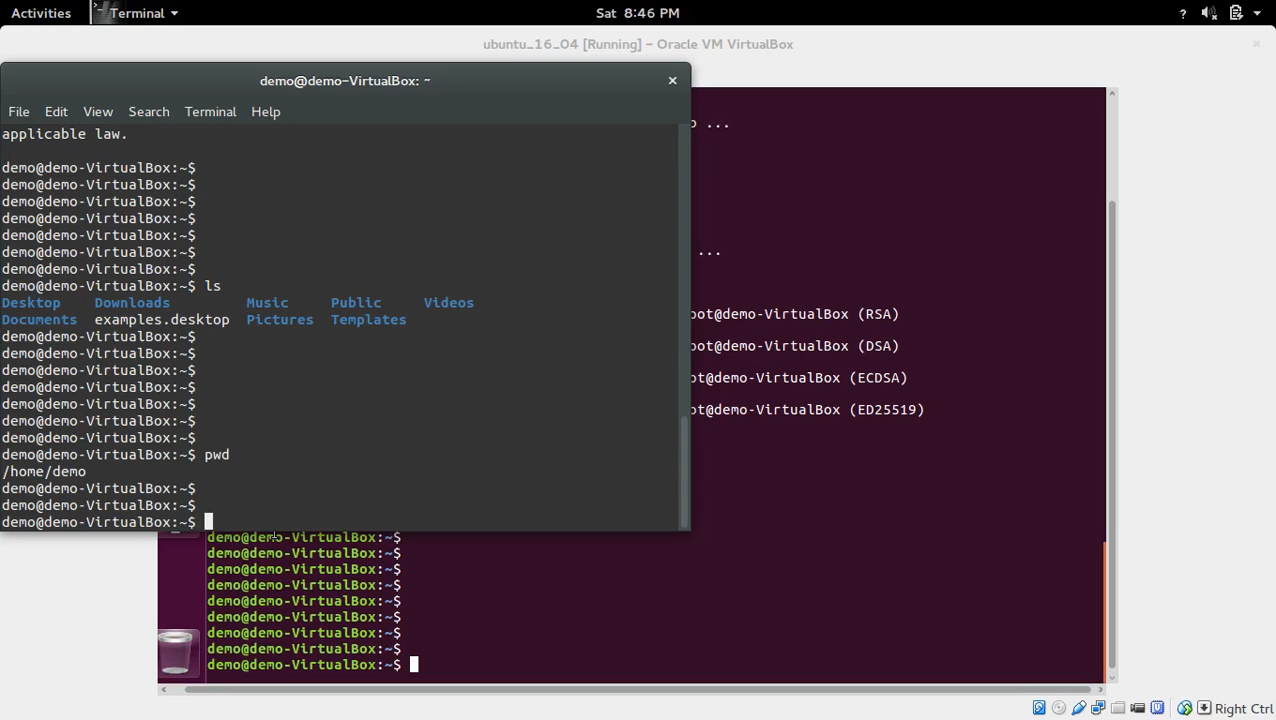 Activities Terminal Sat 8:46 PM ?
ubuntu_16_04 [Running] – Oracle VM VirtualBox ×
demo@demo-VirtualBox: ~ ×
File Edit View Search Terminal Help
applicable law.
demo@demo-VirtualBox:~$
demo@demo-VirtualBox:~$
demo@demo-VirtualBox:~$
demo@demo-VirtualBox:~$
demo@demo-VirtualBox:~$
demo@demo-VirtualBox:~$
demo@demo-VirtualBox:~$
demo@demo-VirtualBox:~$ ls
Desktop Downloads Music Public Videos
Documents examples.desktop Pictures Templates
demo@demo-VirtualBox:~$
demo@demo-VirtualBox:~$
demo@demo-VirtualBox:~$
demo@demo-VirtualBox:~$
demo@demo-VirtualBox:~$
demo@demo-VirtualBox:~$
demo@demo-VirtualBox:~$
demo@demo-VirtualBox:~$ pwd
/home/demo
demo@demo-VirtualBox:~$
demo@demo-VirtualBox:~$
demo@demo-VirtualBox:~$
...
...
oot@demo-VirtualBox (RSA)
oot@demo-VirtualBox (DSA)
ot@demo-VirtualBox (ECDSA)
ot@demo-VirtualBox (ED25519)
demo@demo-VirtualBox:~$
demo@demo-VirtualBox:~$
demo@demo-VirtualBox:~$
demo@demo-VirtualBox:~$
demo@demo-VirtualBox:~$
demo@demo-VirtualBox:~$
demo@demo-VirtualBox:~$
demo@demo-VirtualBox:~$
demo@demo-VirtualBox:~$
Right Ctrl